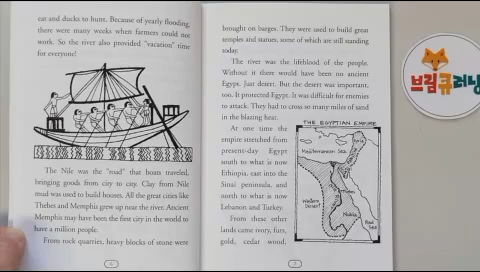 eat and ducks to hunt. Because of yearly flooding,
there were many weeks when farmers could not
work. So the river also provided "vacation" time
for everyone!
The Nile was the "road" that boats traveled,
bringing goods from city to city. Clay from Nile
mud was used to build houses. All the great cities like
Thebes and Memphis grew up near the river. Ancient
Memphis may have been the first city in the world to
have a million people.
From rock quarries, heavy blocks of stone were
6
brought on barges. They were used to build great
temples and statues, some of which are still standing
today.
The river was the lifeblood of the people.
Without it there would have been no ancient
Egypt. Just desert. But the desert was important,
too. It protected Egypt. It was difficult for enemies
to attack. They had to cross so many miles of sand
in the blazing heat.
At one time the
empire stretched from
present-day Egypt
south to what is now
Ethiopia, east into the
Sinai peninsula, and
north to what is now
Lebanon and Turkey.
From these other
lands came ivory, furs,
gold, cedar wood,
THE EGYPTIAN EMPIRE
Mediterranean Sea
Syria
Western
Desert
Nubia
Red
Sea
7
브림큐
러닝